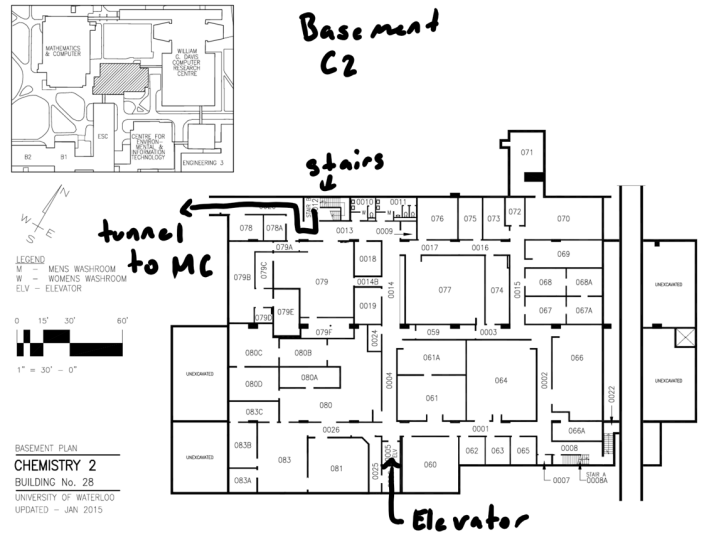 Basement
C2
MATHEMATICS
& COMPUTER
WILLIAM
G. DAVIS
COMPUTER
RESEARCH
CENTRE
ESC
CENTRE FOR
ENVIRON-
MENTAL &
INFORMATION
TECHNOLOGY
B2
B1
ENGINEERING 3
N
W
S
tunnel
to MC
stairs
LEGEND
M – MENS WASHROOM
W – WOMENS WASHROOM
ELV – ELEVATOR
0 15' 30' 60'
1" = 30' – 0"
071
0012
0010
0011
M
W
078
078A
0013
0009
076
075
073
072
070
079A
0017
0016
079B
079C
079
0018
0014B
0019
0014
077
074
0015
069
068
068A
067
067A
UNEXCAVATED
079D
079E
079F
0024
059
0003
066
UNEXCAVATED
080C
080B
061A
064
0002
UNEXCAVATED
080D
080A
0004
061
0022
083C
080
0026
0001
066A
083B
083
081
0005
ELV
0025
060
062
063
065
0008
UNEXCAVATED
083A
0007
STAIR A
0008A
Elevator
BASEMENT PLAN
CHEMISTRY 2
BUILDING No. 28
UNIVERSITY OF WATERLOO
UPDATED – JAN 2015